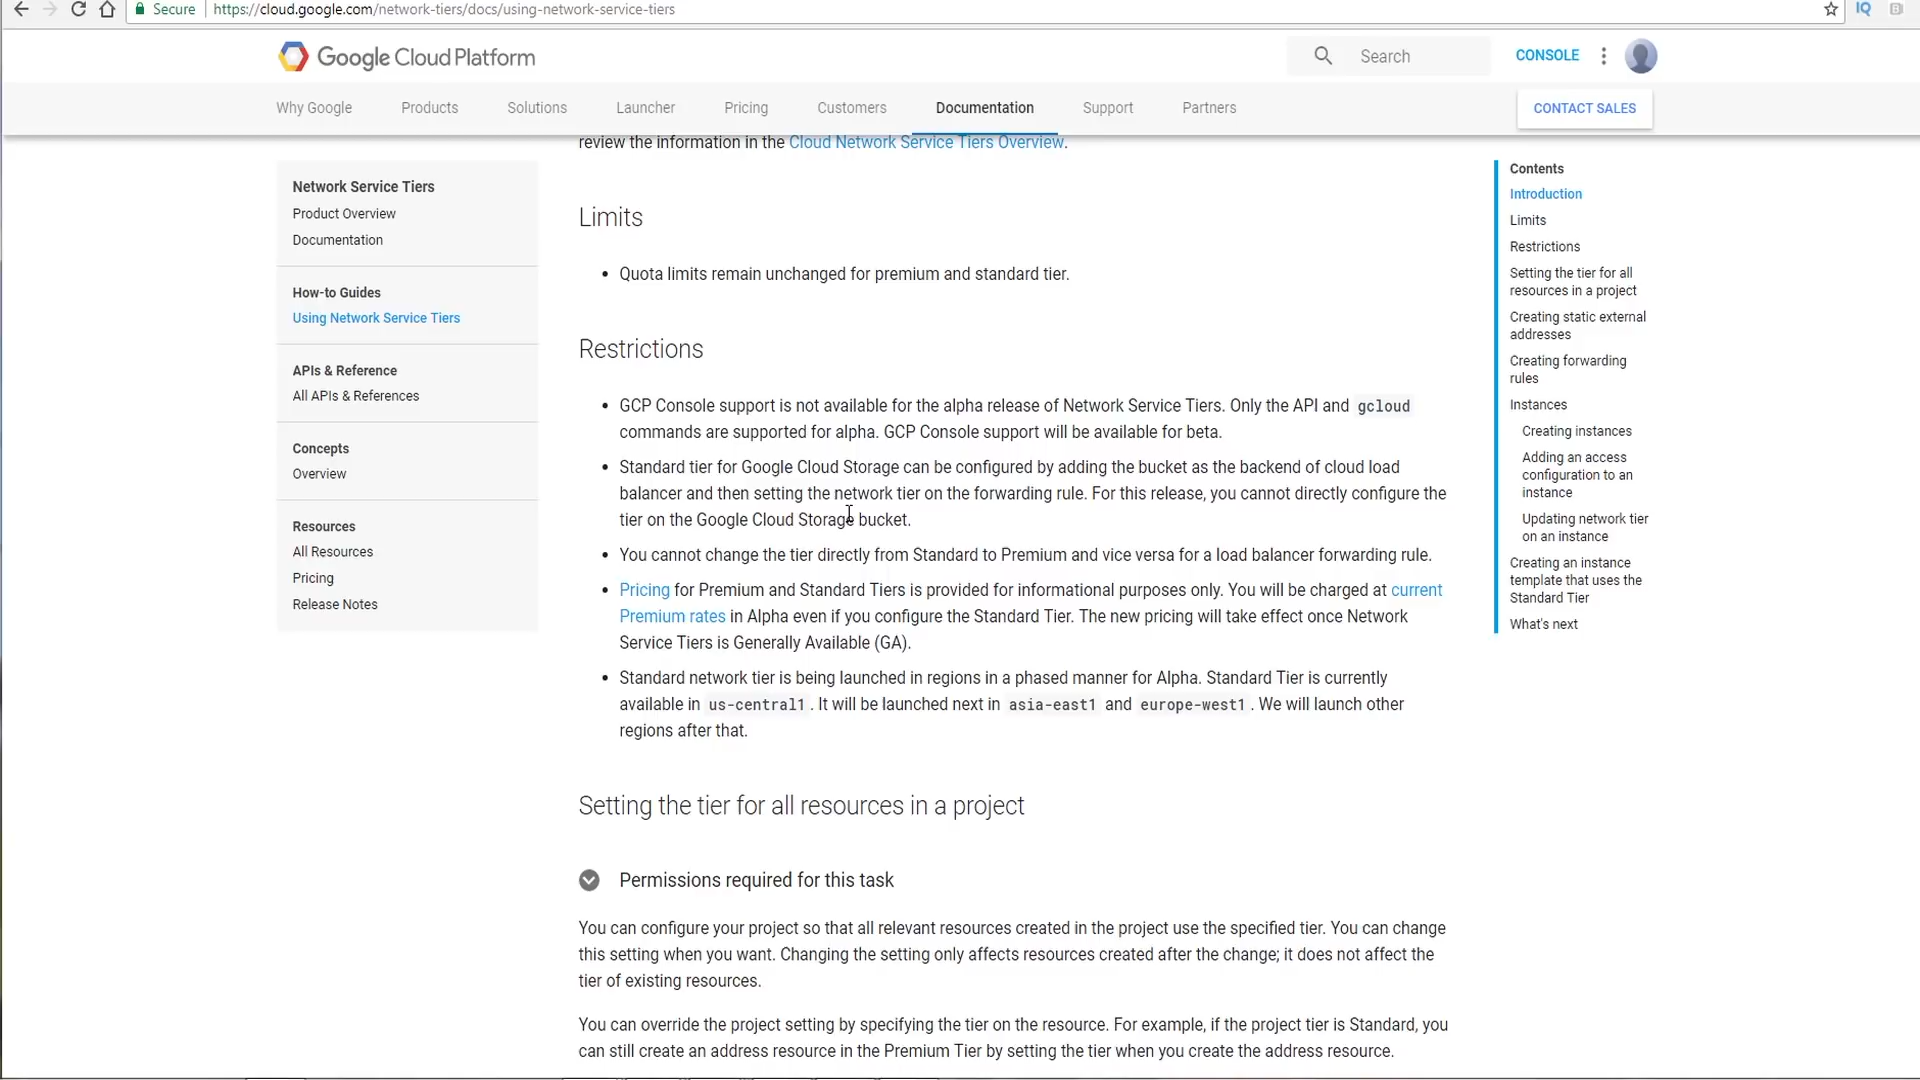 Secure
https://cloud.google.com/network-tiers/docs/using-network-service-tiers
IQ
B
Google Cloud Platform
Search
CONSOLE
Why Google
Products
Solutions
Launcher
Pricing
Customers
Documentation
Support
Partners
CONTACT SALES
Network Service Tiers
Product Overview
Documentation
How-to Guides
Using Network Service Tiers
APIs & Reference
All APIs & References
Concepts
Overview
Resources
All Resources
Pricing
Release Notes
review the information in the Cloud Network Service Tiers Overview.
Limits
• Quota limits remain unchanged for premium and standard tier.
Restrictions
• GCP Console support is not available for the alpha release of Network Service Tiers. Only the API and gcloud
commands are supported for alpha. GCP Console support will be available for beta.
• Standard tier for Google Cloud Storage can be configured by adding the bucket as the backend of cloud load
balancer and then setting the network tier on the forwarding rule. For this release, you cannot directly configure the
tier on the Google Cloud Storage bucket.
• You cannot change the tier directly from Standard to Premium and vice versa for a load balancer forwarding rule.
• Pricing for Premium and Standard Tiers is provided for informational purposes only. You will be charged at current
Premium rates in Alpha even if you configure the Standard Tier. The new pricing will take effect once Network
Service Tiers is Generally Available (GA).
• Standard network tier is being launched in regions in a phased manner for Alpha. Standard Tier is currently
available in us-central1 . It will be launched next in asia-east1 and europe-west1 . We will launch other
regions after that.
Setting the tier for all resources in a project
Permissions required for this task
You can configure your project so that all relevant resources created in the project use the specified tier. You can change
this setting when you want. Changing the setting only affects resources created after the change; it does not affect the
tier of existing resources.
You can override the project setting by specifying the tier on the resource. For example, if the project tier is Standard, you
can still create an address resource in the Premium Tier by setting the tier when you create the address resource.
Contents
Introduction
Limits
Restrictions
Setting the tier for all
resources in a project
Creating static external
addresses
Creating forwarding
rules
Instances
Creating instances
Adding an access
configuration to an
instance
Updating network tier
on an instance
Creating an instance
template that uses the
Standard Tier
What's next